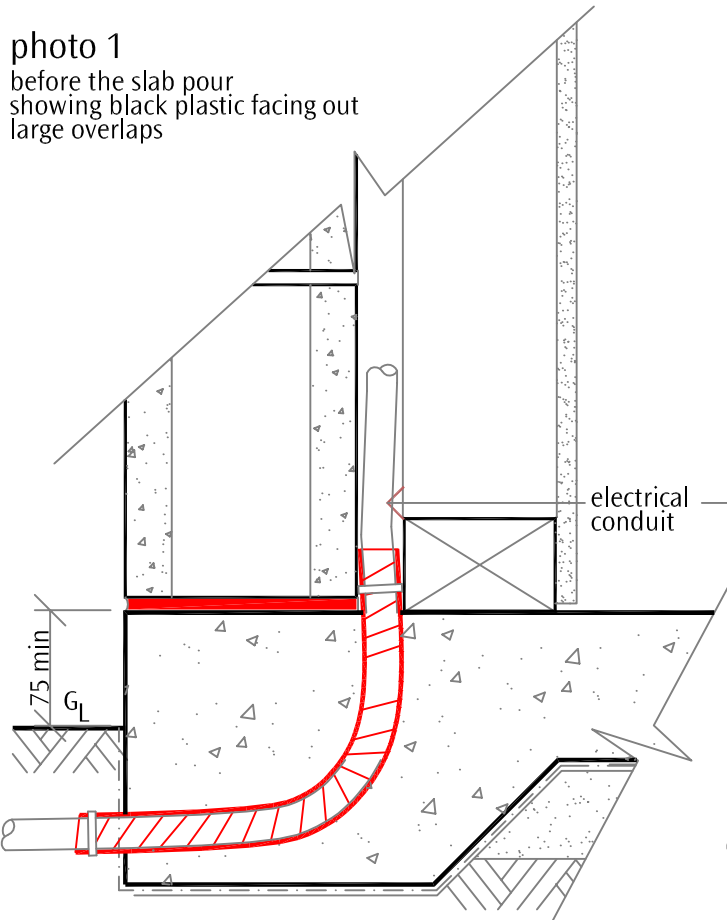 photo 1
before the slab pour
showing black plastic facing out
large overlaps
electrical
conduit
75 min
GL